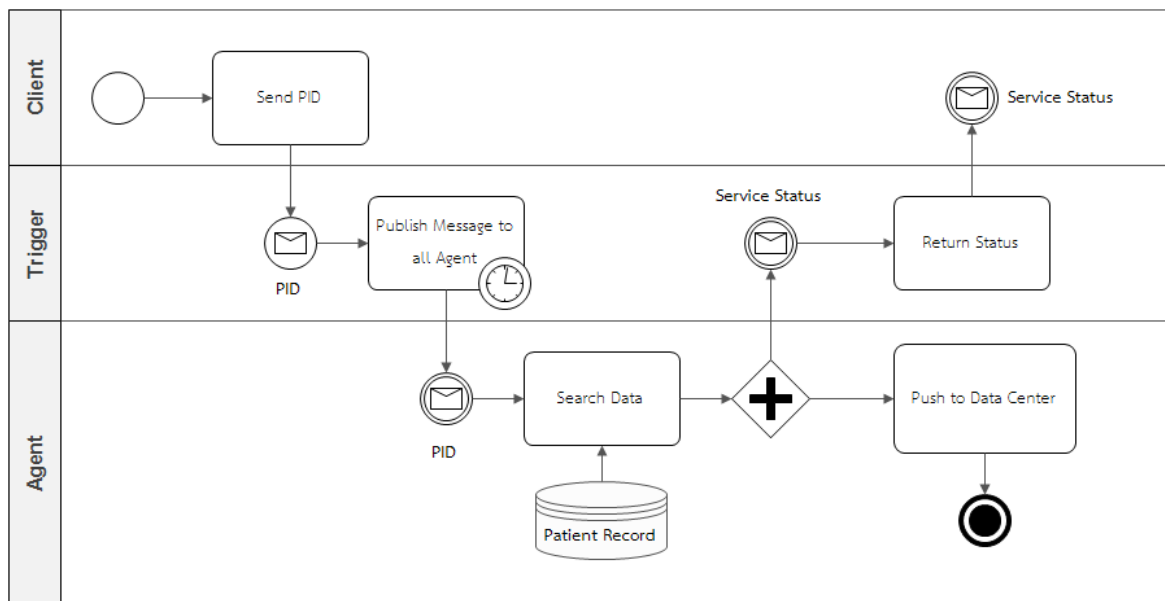 Client
Send PID
Service Status
Trigger
PID
Publish Message to
all Agent
Service Status
Return Status
Agent
PID
Search Data
Patient Record
Push to Data Center